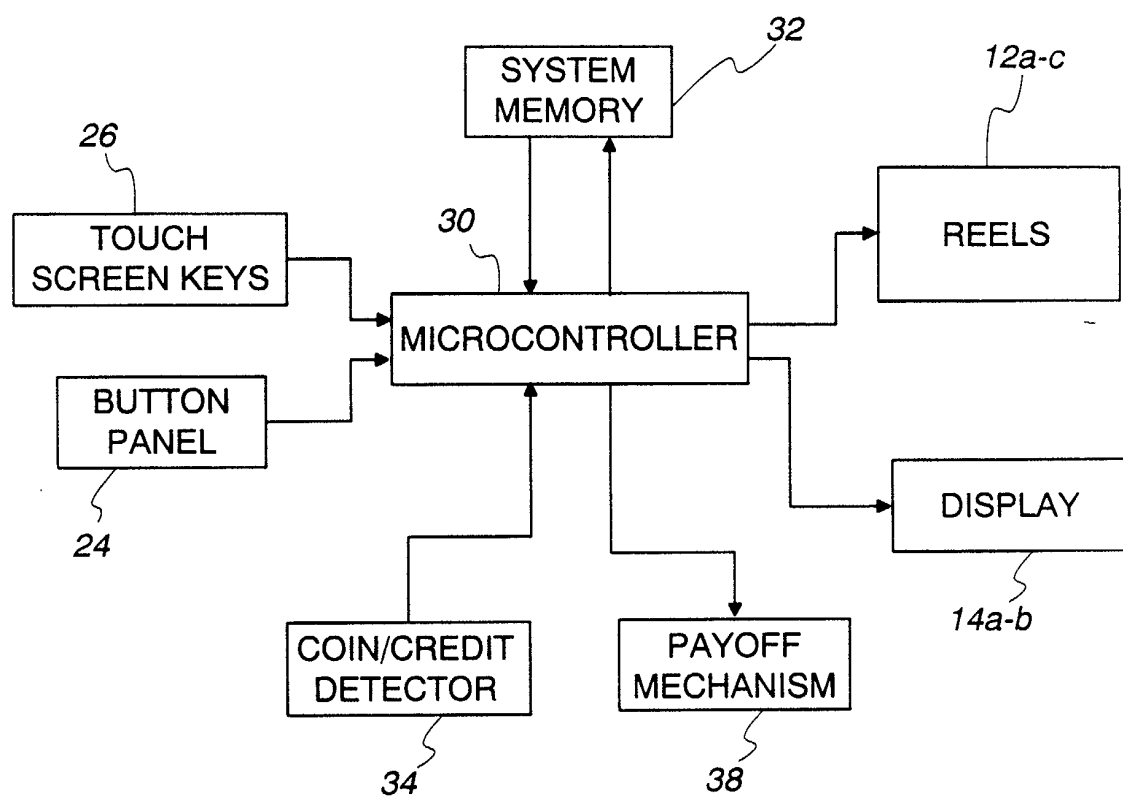 32
SYSTEM
MEMORY
12a-c
26
TOUCH
SCREEN KEYS
30
REELS
MICROCONTROLLER
BUTTON
PANEL
24
DISPLAY
14a-b
COIN/CREDIT
DETECTOR
34
PAYOFF
MECHANISM
38